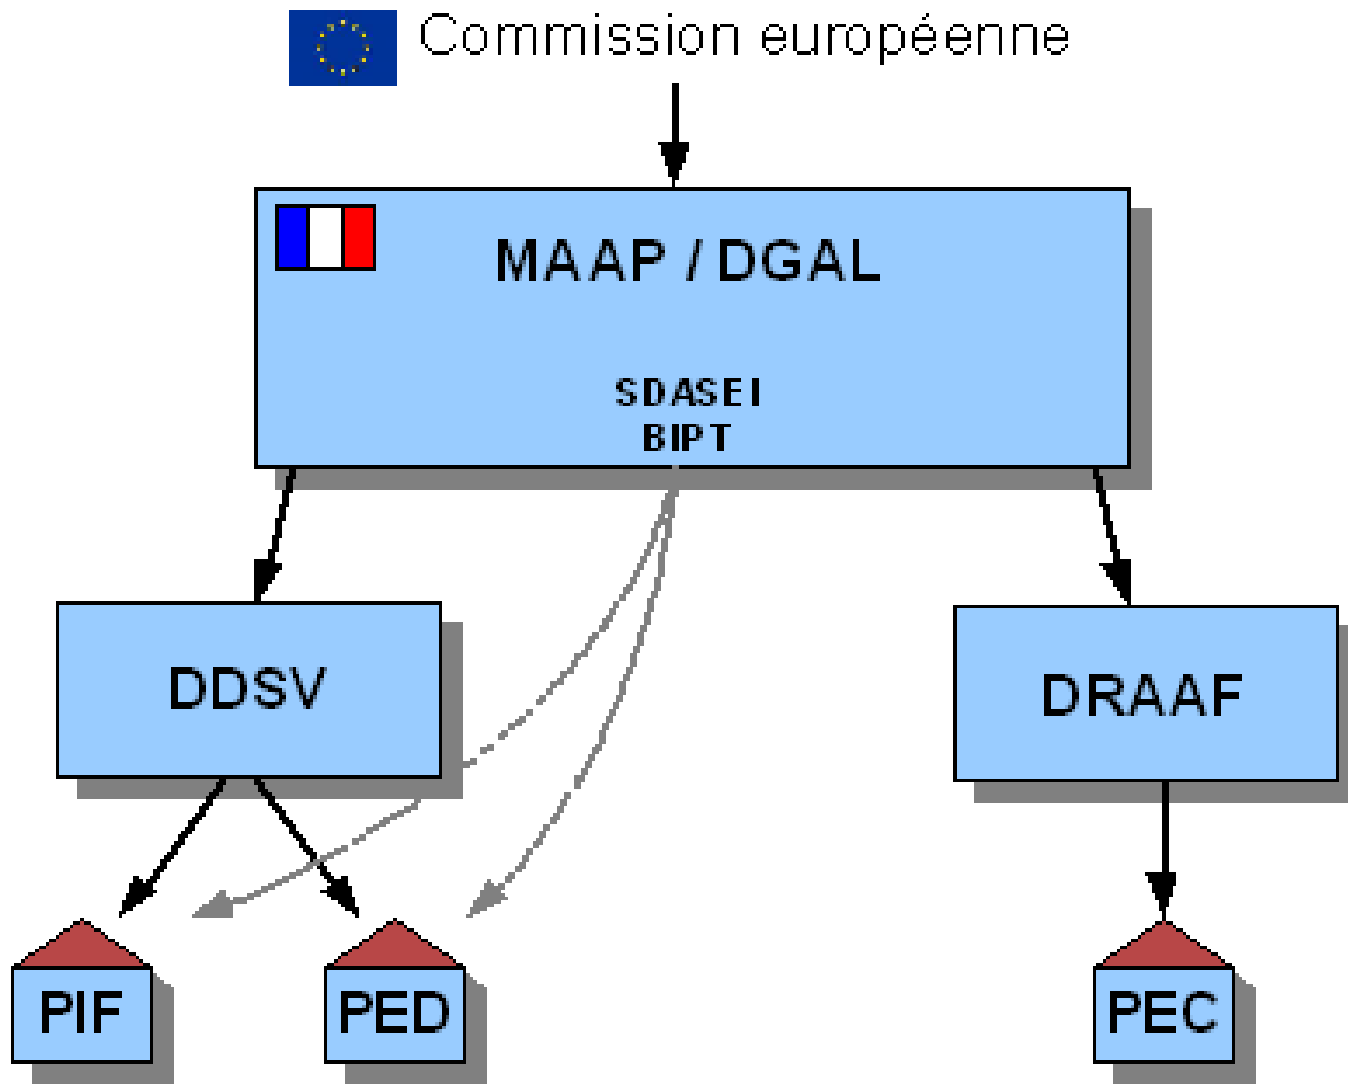 Commission européenne
MAAP / DGAL
SDASEI
BIPT
DDSV
DRAAF
PIF
PED
PEC